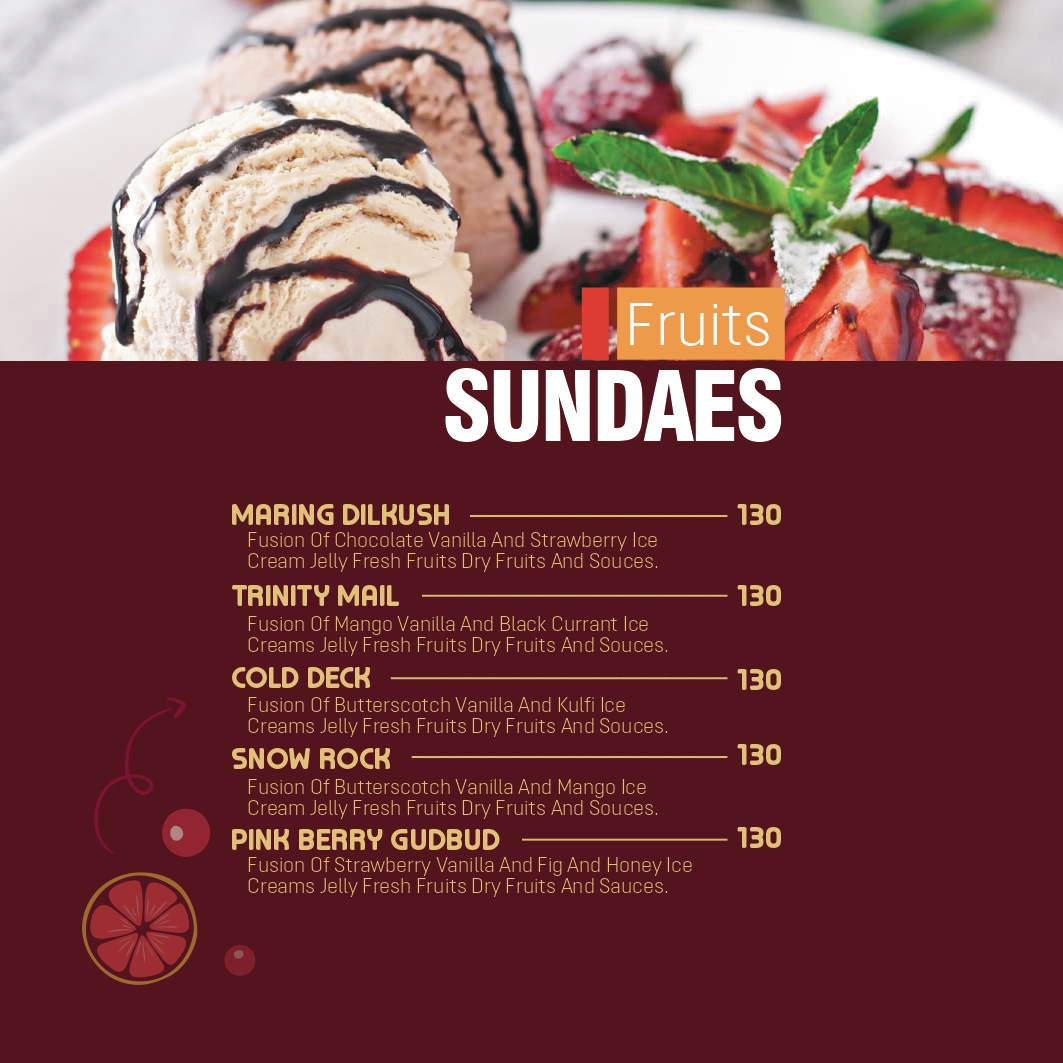 Fruits
SUNDAES
MARING DILKUSH 130
Fusion Of Chocolate Vanilla And Strawberry Ice
Cream Jelly Fresh Fruits Dry Fruits And Souces.
TRINITY MAIL 130
Fusion Of Mango Vanilla And Black Currant Ice
Creams Jelly Fresh Fruits Dry Fruits And Souces.
COLD DECK 130
Fusion Of Butterscotch Vanilla And Kulfi Ice
Creams Jelly Fresh Fruits Dry Fruits And Souces.
SNOW ROCK 130
Fusion Of Butterscotch Vanilla And Mango Ice
Cream Jelly Fresh Fruits Dry Fruits And Souces.
PINK BERRY GUDBUD 130
Fusion Of Strawberry Vanilla And Fig And Honey Ice
Creams Jelly Fresh Fruits Dry Fruits And Sauces.